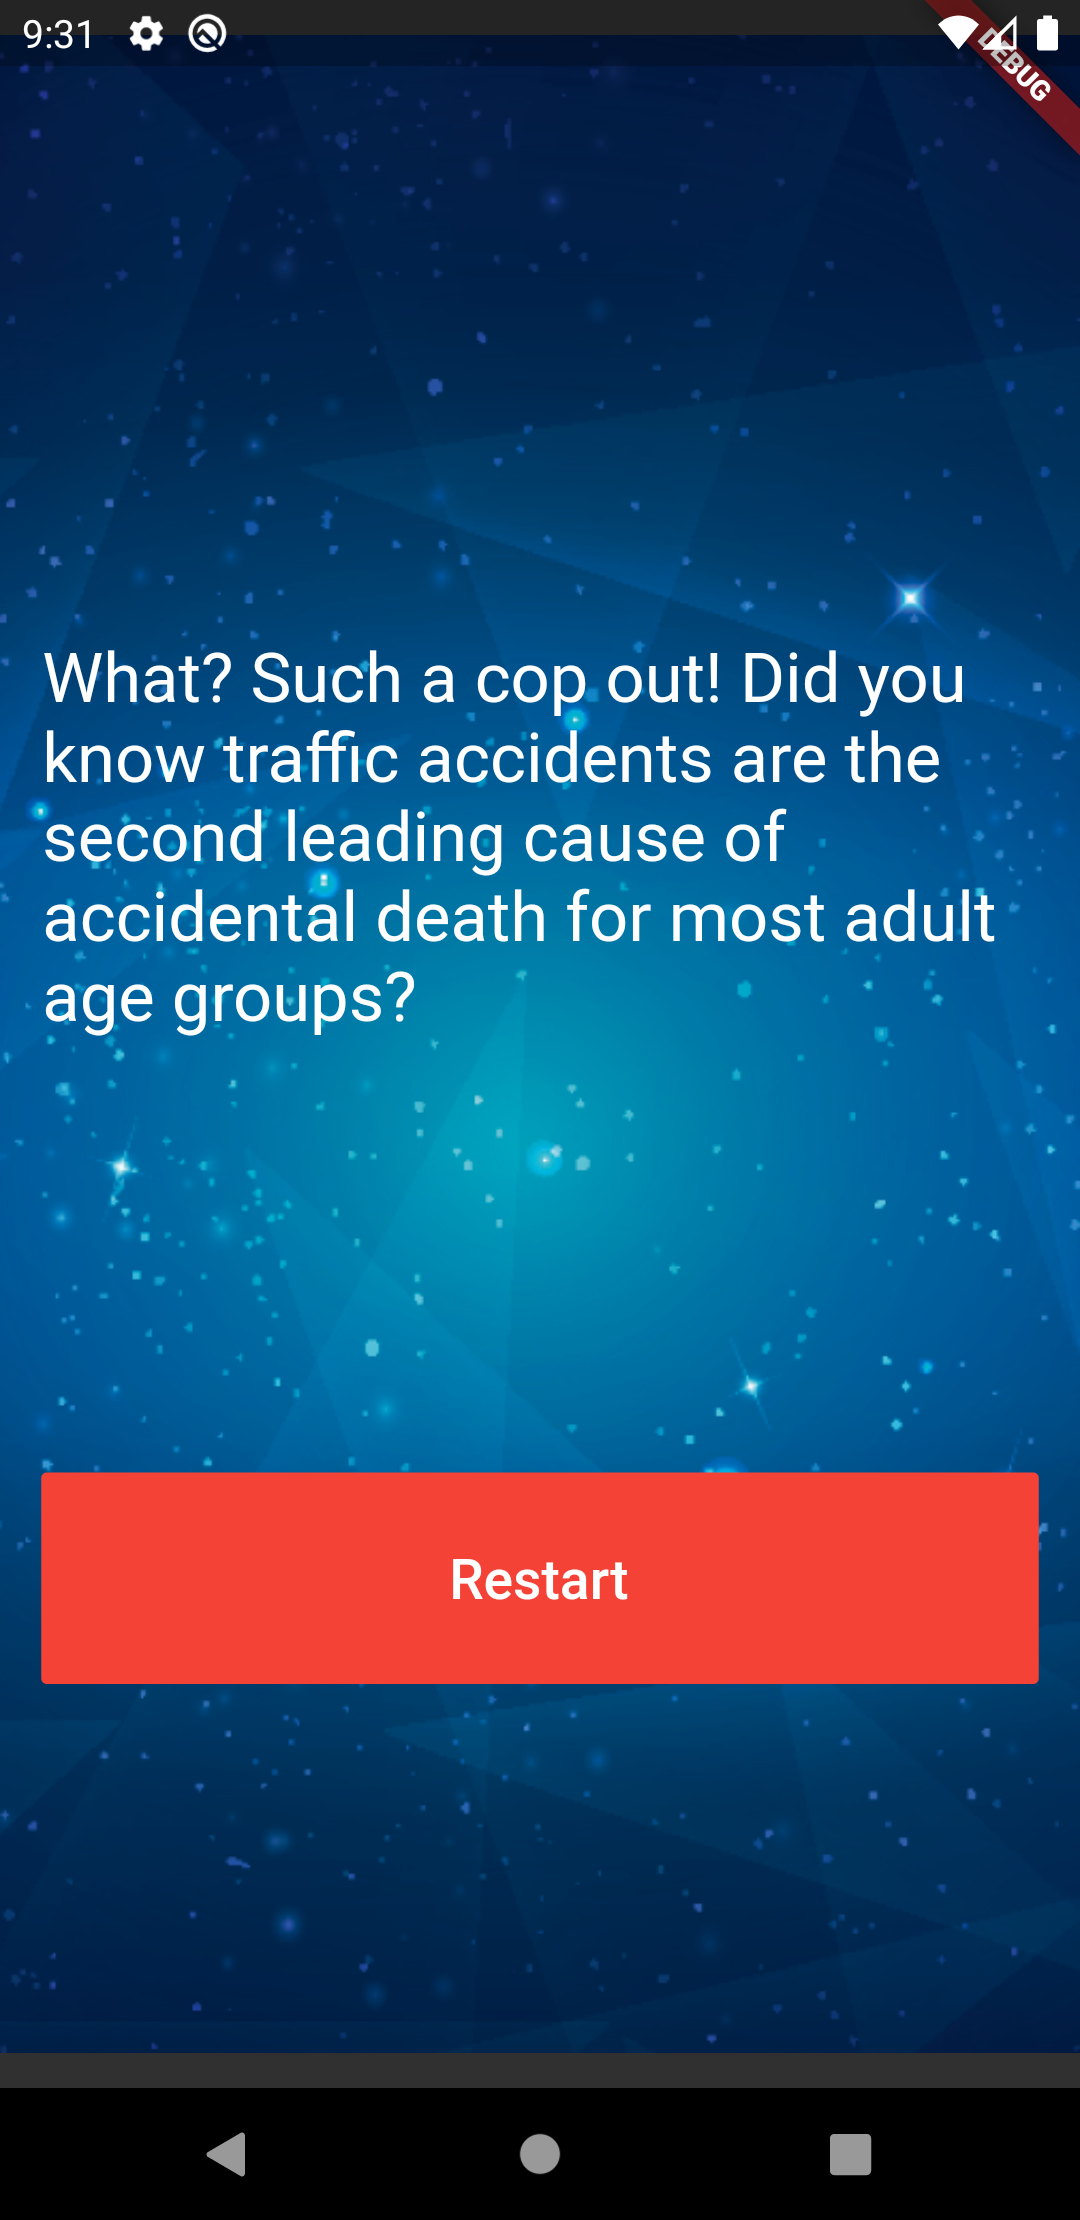 9:31
DEBUG
What? Such a cop out! Did you
know traffic accidents are the
second leading cause of
accidental death for most adult
age groups?
Restart